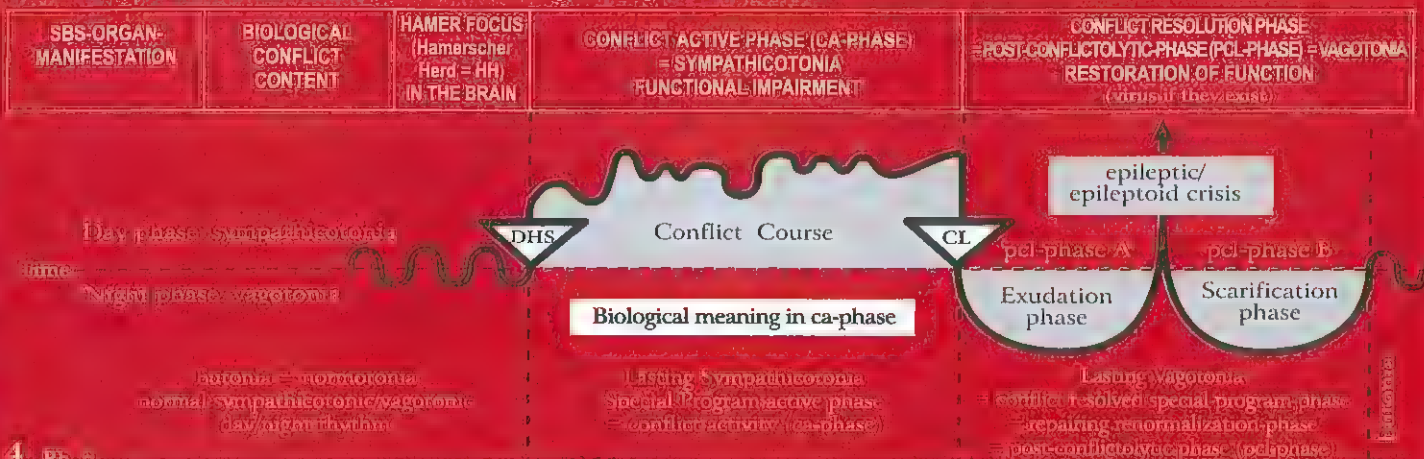 SBS-ORGAN-
MANIFESTATION
BIOLOGICAL
CONFLICT
CONTENT
HAMER FOCUS
(Hamerscher
Herd = HH)
IN THE BRAIN
CONFLICT ACTIVE PHASE (CA-PHASE)
= SYMPATHICOTONIA
FUNCTIONAL IMPAIRMENT
CONFLICT RESOLUTION PHASE
=POST-CONFLICTOLYTIC-PHASE (PCL-PHASE) = VAGOTONIA
RESTORATION OF FUNCTION
(virus if they exist)
epileptic/
epileptoid crisis
Day phase: sympathicotonia
DHS
Conflict Course
CL
pcl-phase A
pcl-phase B
time
Night phase: vagotonia
Exudation
phase
Scarification
phase
Biological meaning in ca-phase
eutonia = normotonia
normal sympathicotonic/vagotonic
day/night rhythm
Lasting Sympathicotonia
Special Program-active phase
= conflict activity (ca-phase)
Lasting Vagotonia
conflict resolved special-program-phase
repairing renormalization-phase
post-conflictolytic-phase (pcl-phase)
4.